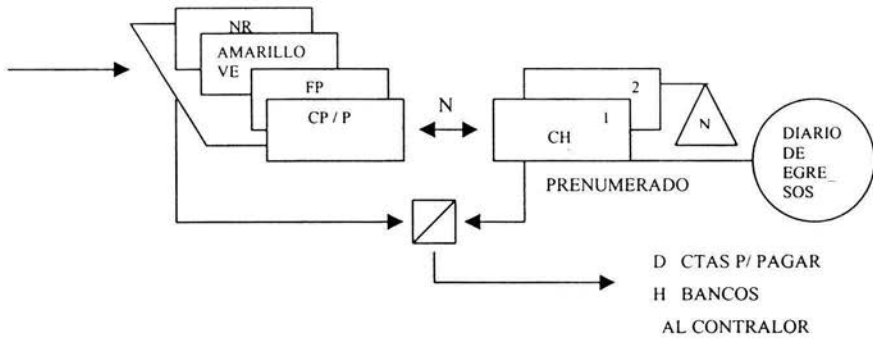 NR
AMARILLO
VE
FP
CP / P
N
2
1
CH
N
DIARIO
DE
EGRE_
SOS
PRENUMERADO
D CTAS P/ PAGAR
H BANCOS
AL CONTRALOR